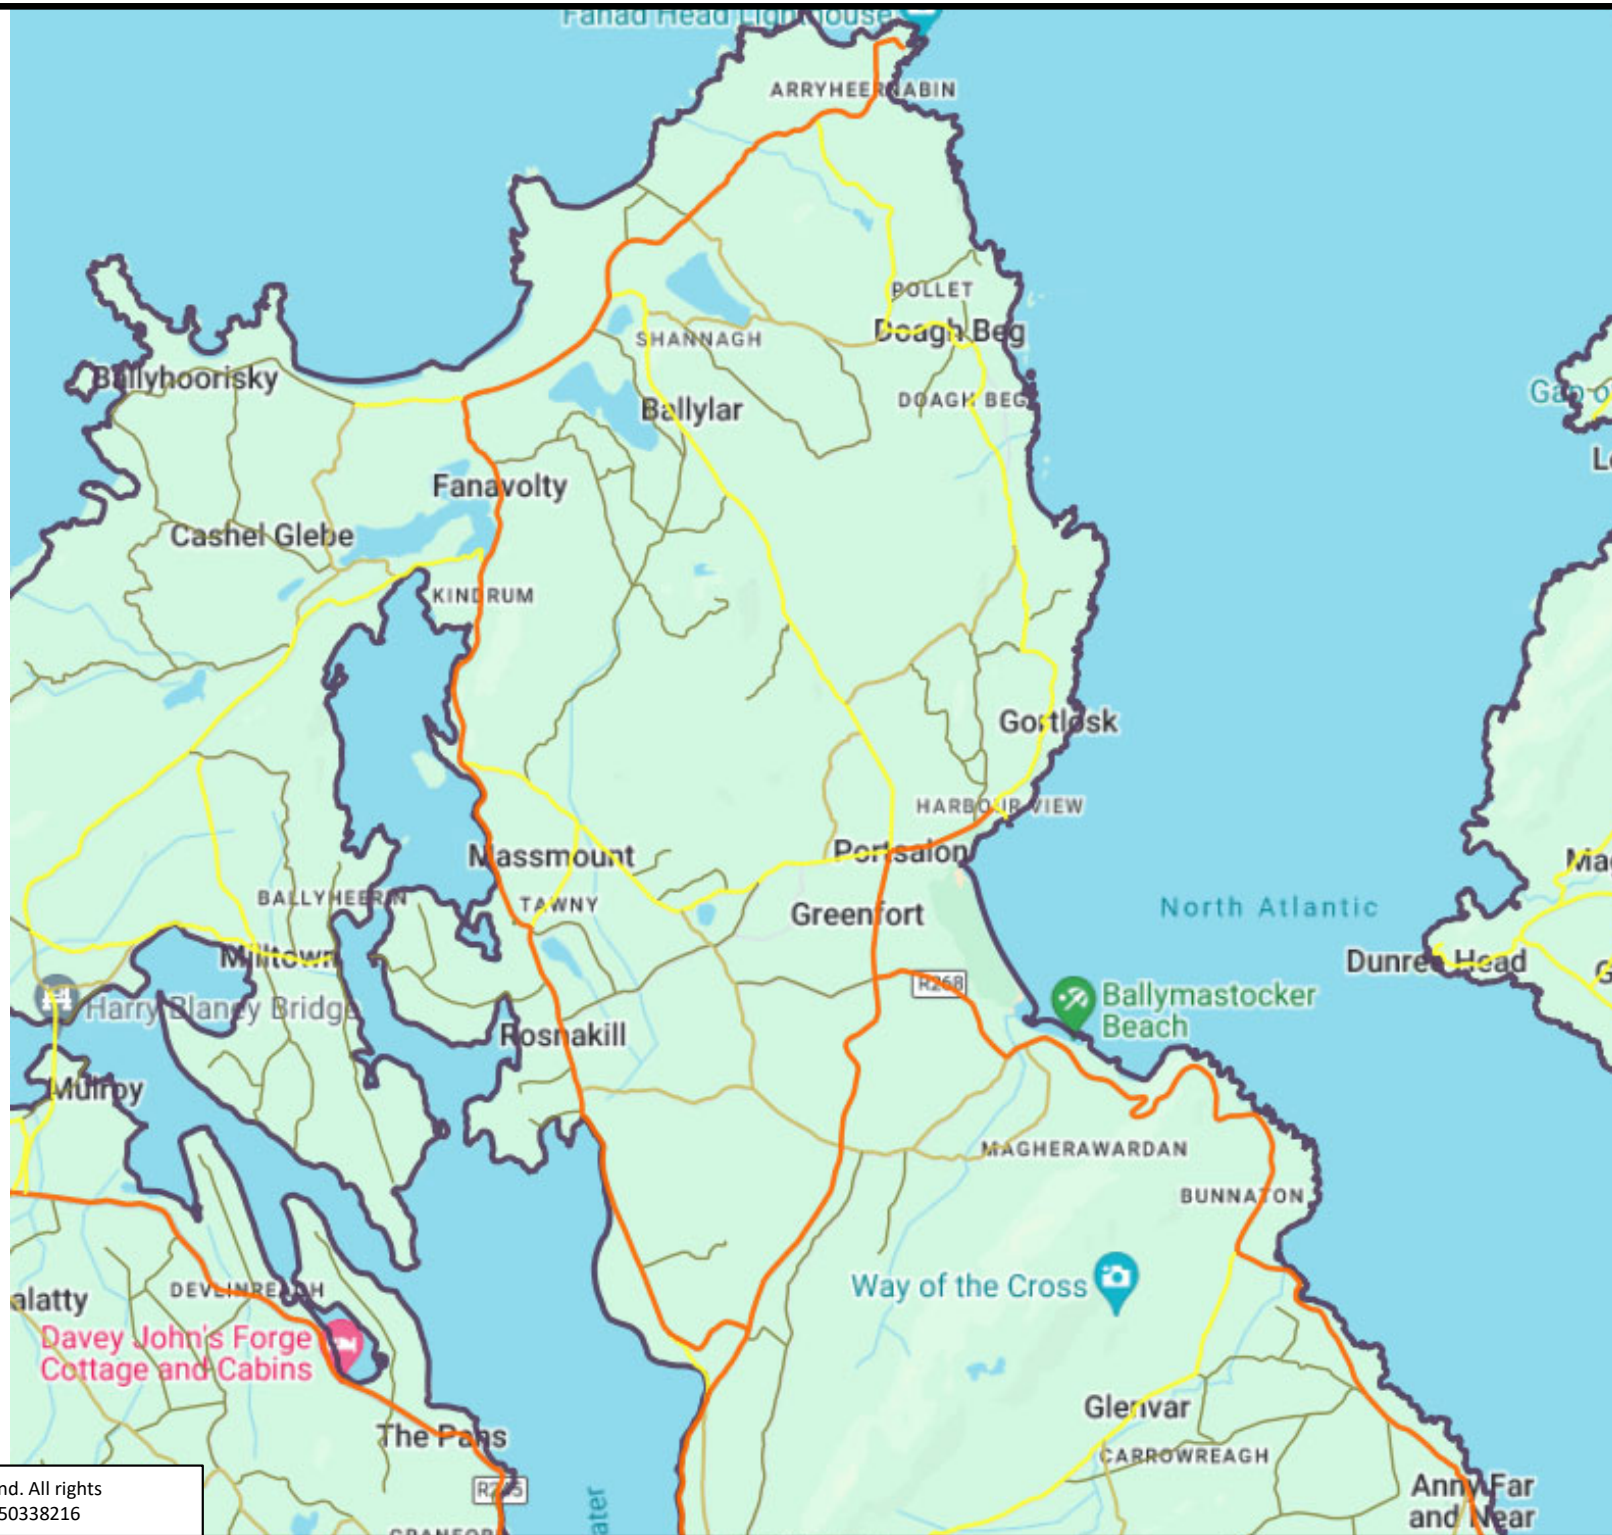 Fanad Head Lighthouse
ARRYHEERNABIN
POLLET
Doagh Beg
SHANNAGH
Ballyhoorisky
DOAGH BEG
Ballylar
Fanavolty
Cashel Glebe
KINDRUM
Gortlosk
HARBOUR VIEW
Massmount
Portsalon
BALLYHEERIN
TAWNY
Greenfort
North Atlantic
Milltown
Dunree Head
R268
Harry Blaney Bridge
Ballymastocker
Beach
Rosnakill
Mulroy
MAGHERAWARDAN
BUNNATON
Way of the Cross
DEVLINREAGH
alatty
Davey John's Forge
Cottage and Cabins
Glenvar
The Pans
CARROWREAGH
Anny Far
and Near
nd. All rights
50338216
ater